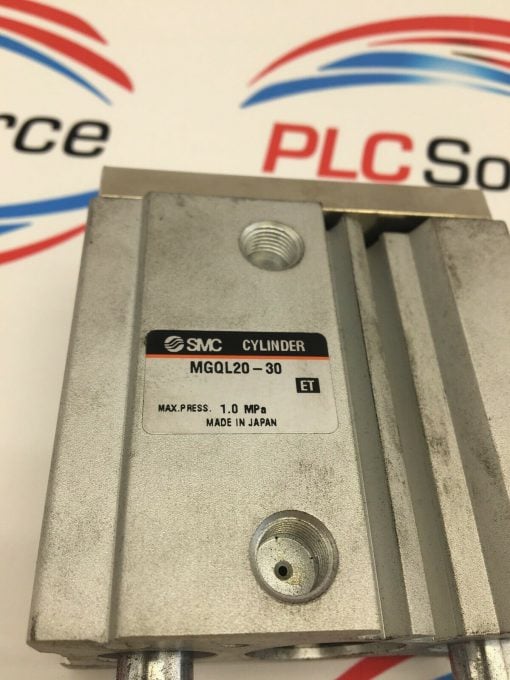 rce
PLC So
SMC CYLINDER
MGQL20-30
ET
MAX.PRESS. 1.0 MPa
MADE IN JAPAN